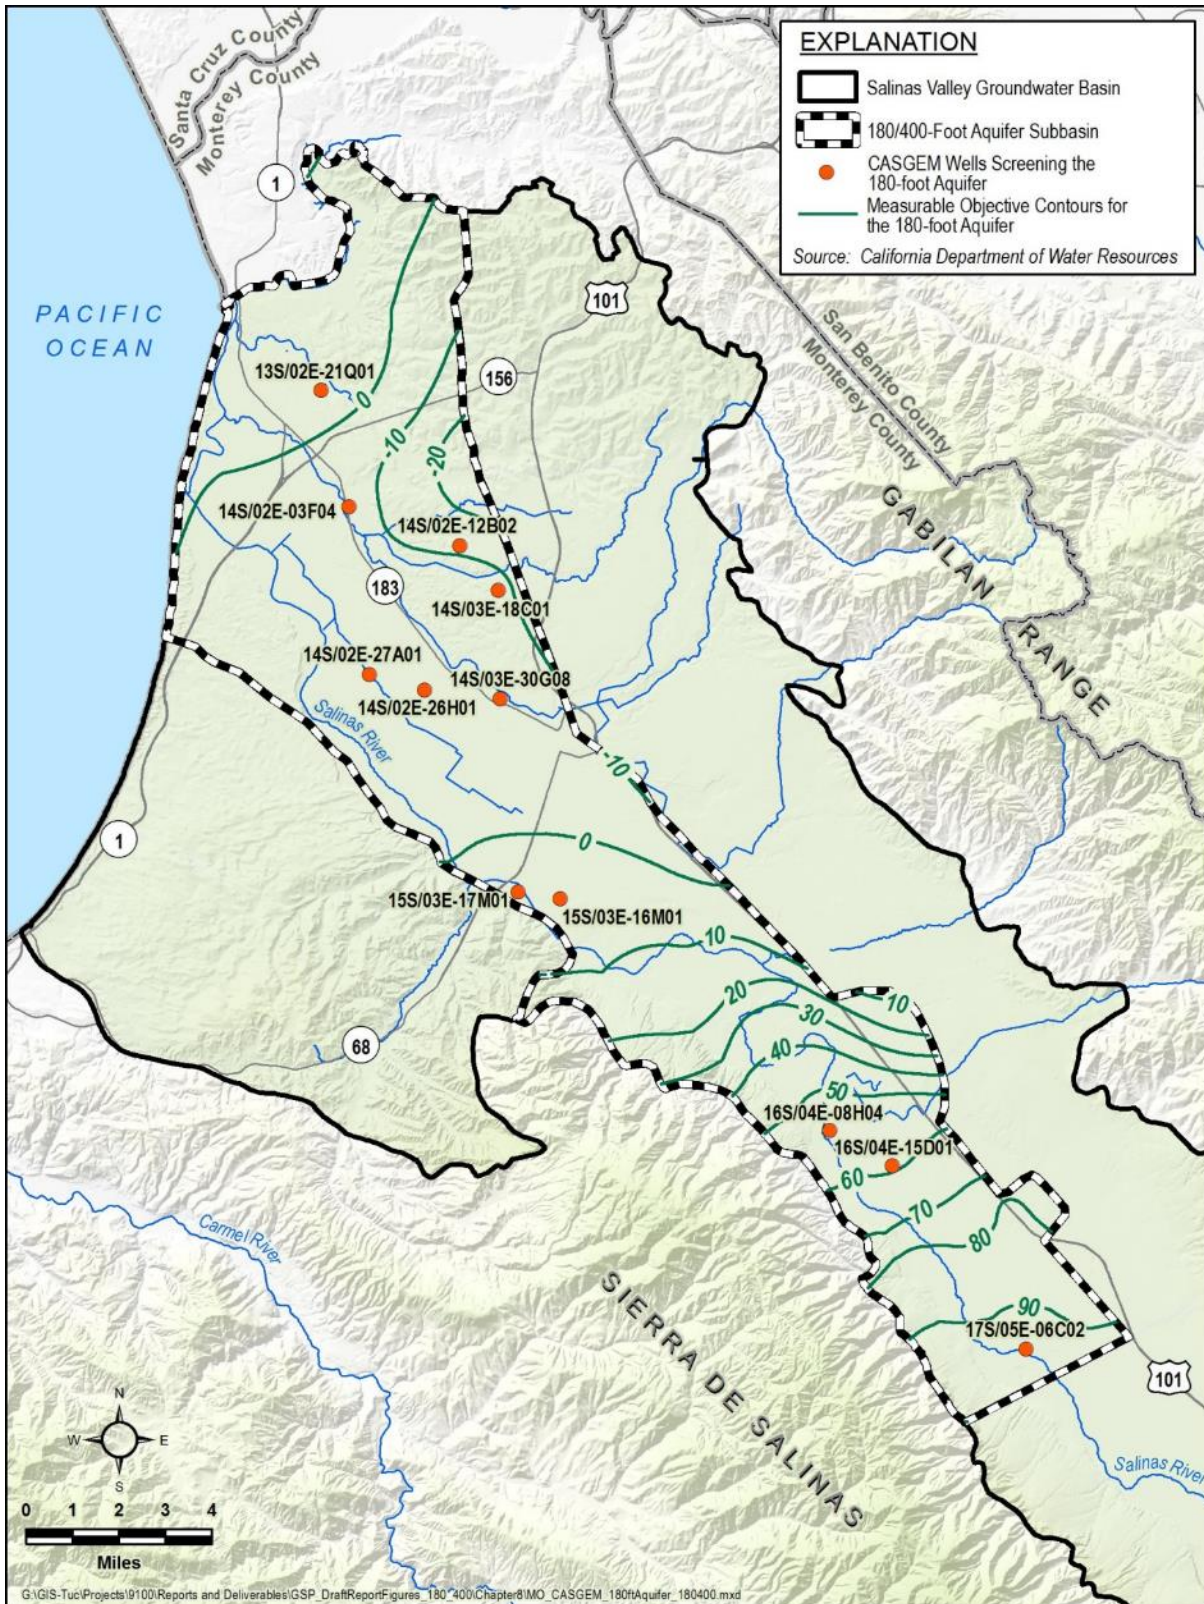 EXPLANATION
Salinas Valley Groundwater Basin
180/400-Foot Aquifer Subbasin
CASGEM Wells Screening the
180-foot Aquifer
Measurable Objective Contours for
the 180-foot Aquifer
Source: California Department of Water Resources
Santa Cruz County
Monterey County
1
101
PACIFIC
OCEAN
San Benito County
Monterey County
13S/02E-21Q01
156
0
-10
-20
GABILAN
RANGE
14S/02E-03F04
14S/02E-12B02
183
14S/03E-18C01
14S/02E-27A01
14S/03E-30G08
14S/02E-26H01
Salinas River
-10
1
0
15S/03E-17M01
15S/03E-16M01
10
20
10
30
68
40
50
16S/04E-08H04
16S/04E-15D01
60
70
Carmel River
80
SIERRA DE SALINAS
90
17S/05E-06C02
101
N
W
E
S
Salinas River
0 1 2 3 4
Miles
G:\GIS-Tuc\Projects\9100\Reports and Deliverables\GSP_DraftReportFigures_180_400\Chapter8\MO_CASGEM_180ftAquifer_180400.mxd